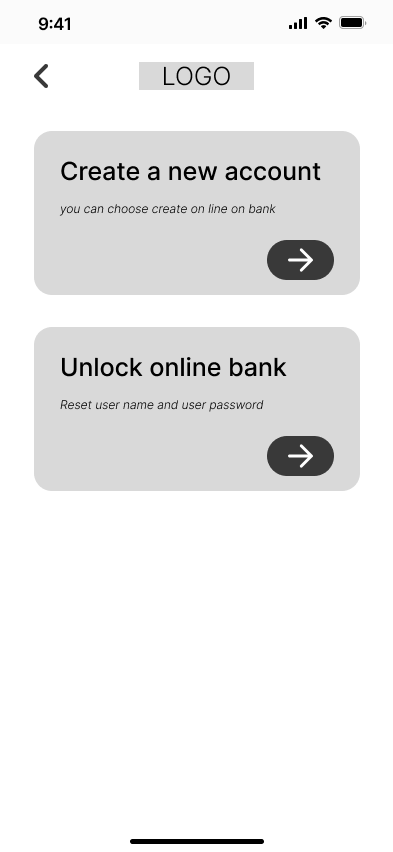 9:41
LOGO
Create a new account
you can choose create on line on bank
Unlock online bank
Reset user name and user password